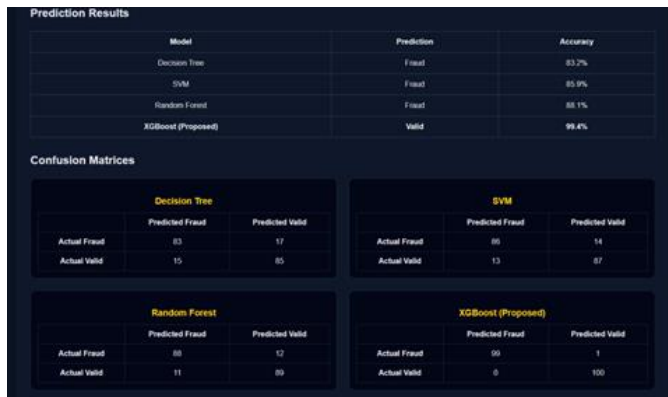 Prediction Results
Model Prediction Accuracy
Decision Tree Fraud 83.2%
SVM Fraud 85.9%
Random Forest Fraud 88.1%
XGBoost (Proposed) Valid 99.4%
Confusion Matrices
Decision Tree
Predicted Fraud Predicted Valid
Actual Fraud 83 17
Actual Valid 15 85
SVM
Predicted Fraud Predicted Valid
Actual Fraud 86 14
Actual Valid 13 87
Random Forest
Predicted Fraud Predicted Valid
Actual Fraud 88 12
Actual Valid 11 89
XGBoost (Proposed)
Predicted Fraud Predicted Valid
Actual Fraud 99 1
Actual Valid 0 100